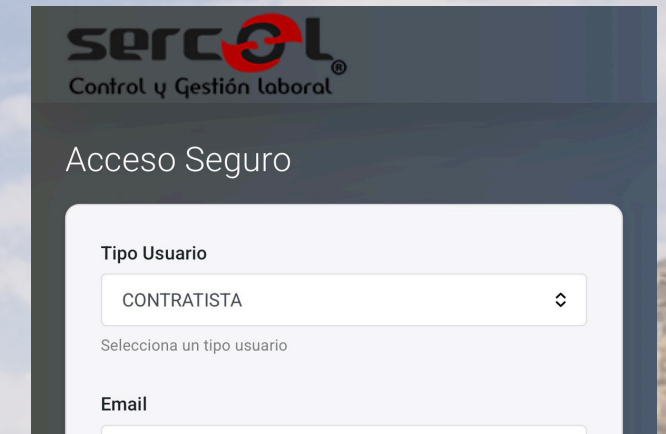 sercol®
Control y Gestión laboral
Acceso Seguro
Tipo Usuario
CONTRATISTA
Selecciona un tipo usuario
Email